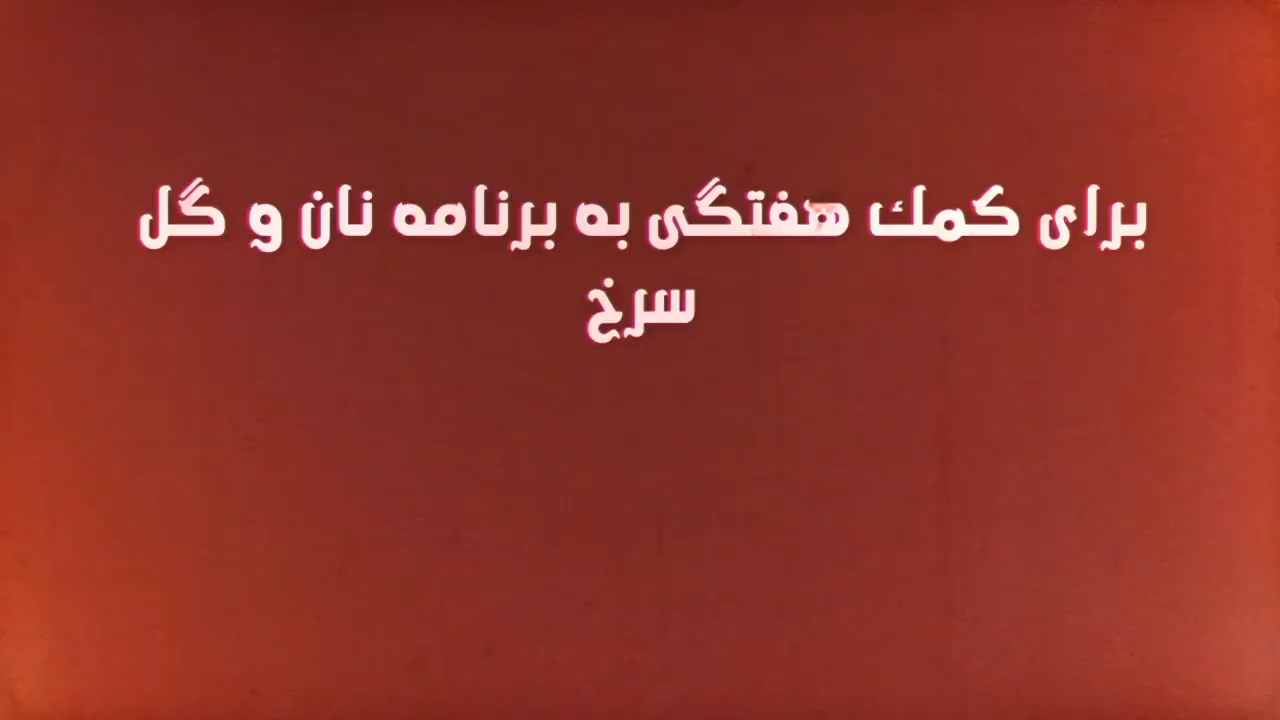 برای کمک هفتگی به برنامه نان و گل
سرخ